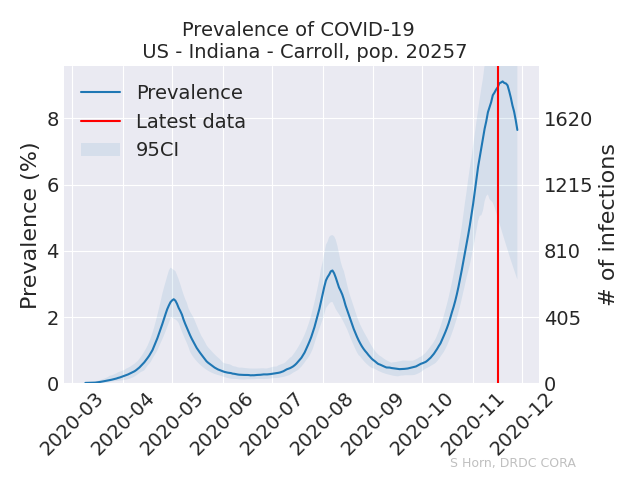 Prevalence of COVID-19
US - Indiana - Carroll, pop. 20257
Prevalence
Latest data
95CI
Prevalence (%)
8
6
4
2
0
1620
1215
810
405
0
# of infections
2020-03
2020-04
2020-05
2020-06
2020-07
2020-08
2020-09
2020-10
2020-11
2020-12
S Horn, DRDC CORA